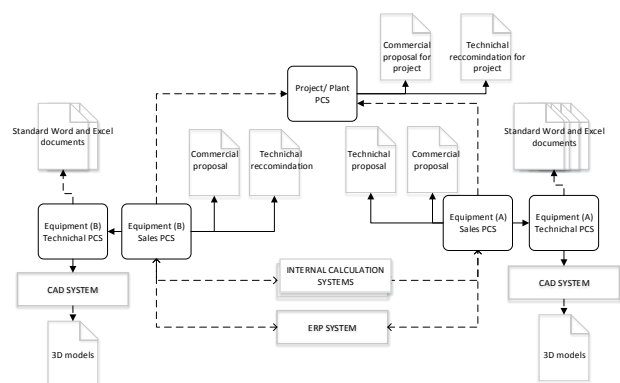 Commercial
proposal for
project
Technichal
reccomindation for
project
Project/ Plant
PCS
Standard Word and Excel
documents
Standard Word and Excel
documents
Commercial
proposal
Technichal
reccomindation
Technichal
proposal
Commercial
proposal
Equipment (B)
Technichal PCS
Equipment (B)
Sales PCS
Equipment (A)
Sales PCS
Equipment (A)
Technichal PCS
CAD SYSTEM
INTERNAL CALCULATION
SYSTEMS
CAD SYSTEM
ERP SYSTEM
3D models
3D models